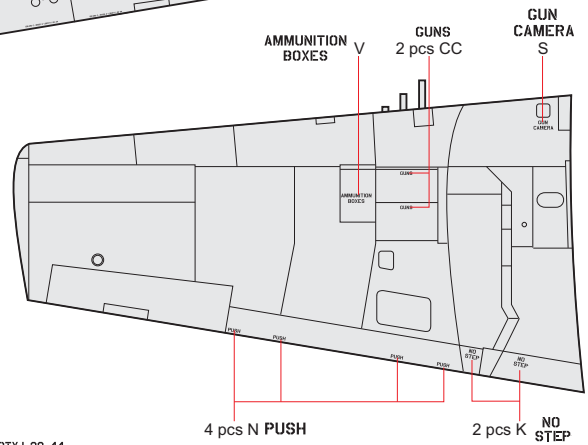 GUN
CAMERA
S
AMMUNITION
BOXES
V
GUNS
2 pcs CC
GUN
CAMERA
GUNS
AMMUNITION
BOXES
GUNS
PUSH
PUSH
PUSH
PUSH
NO
STEP
NO
STEP
4 pcs N PUSH
2 pcs K
NO
STEP